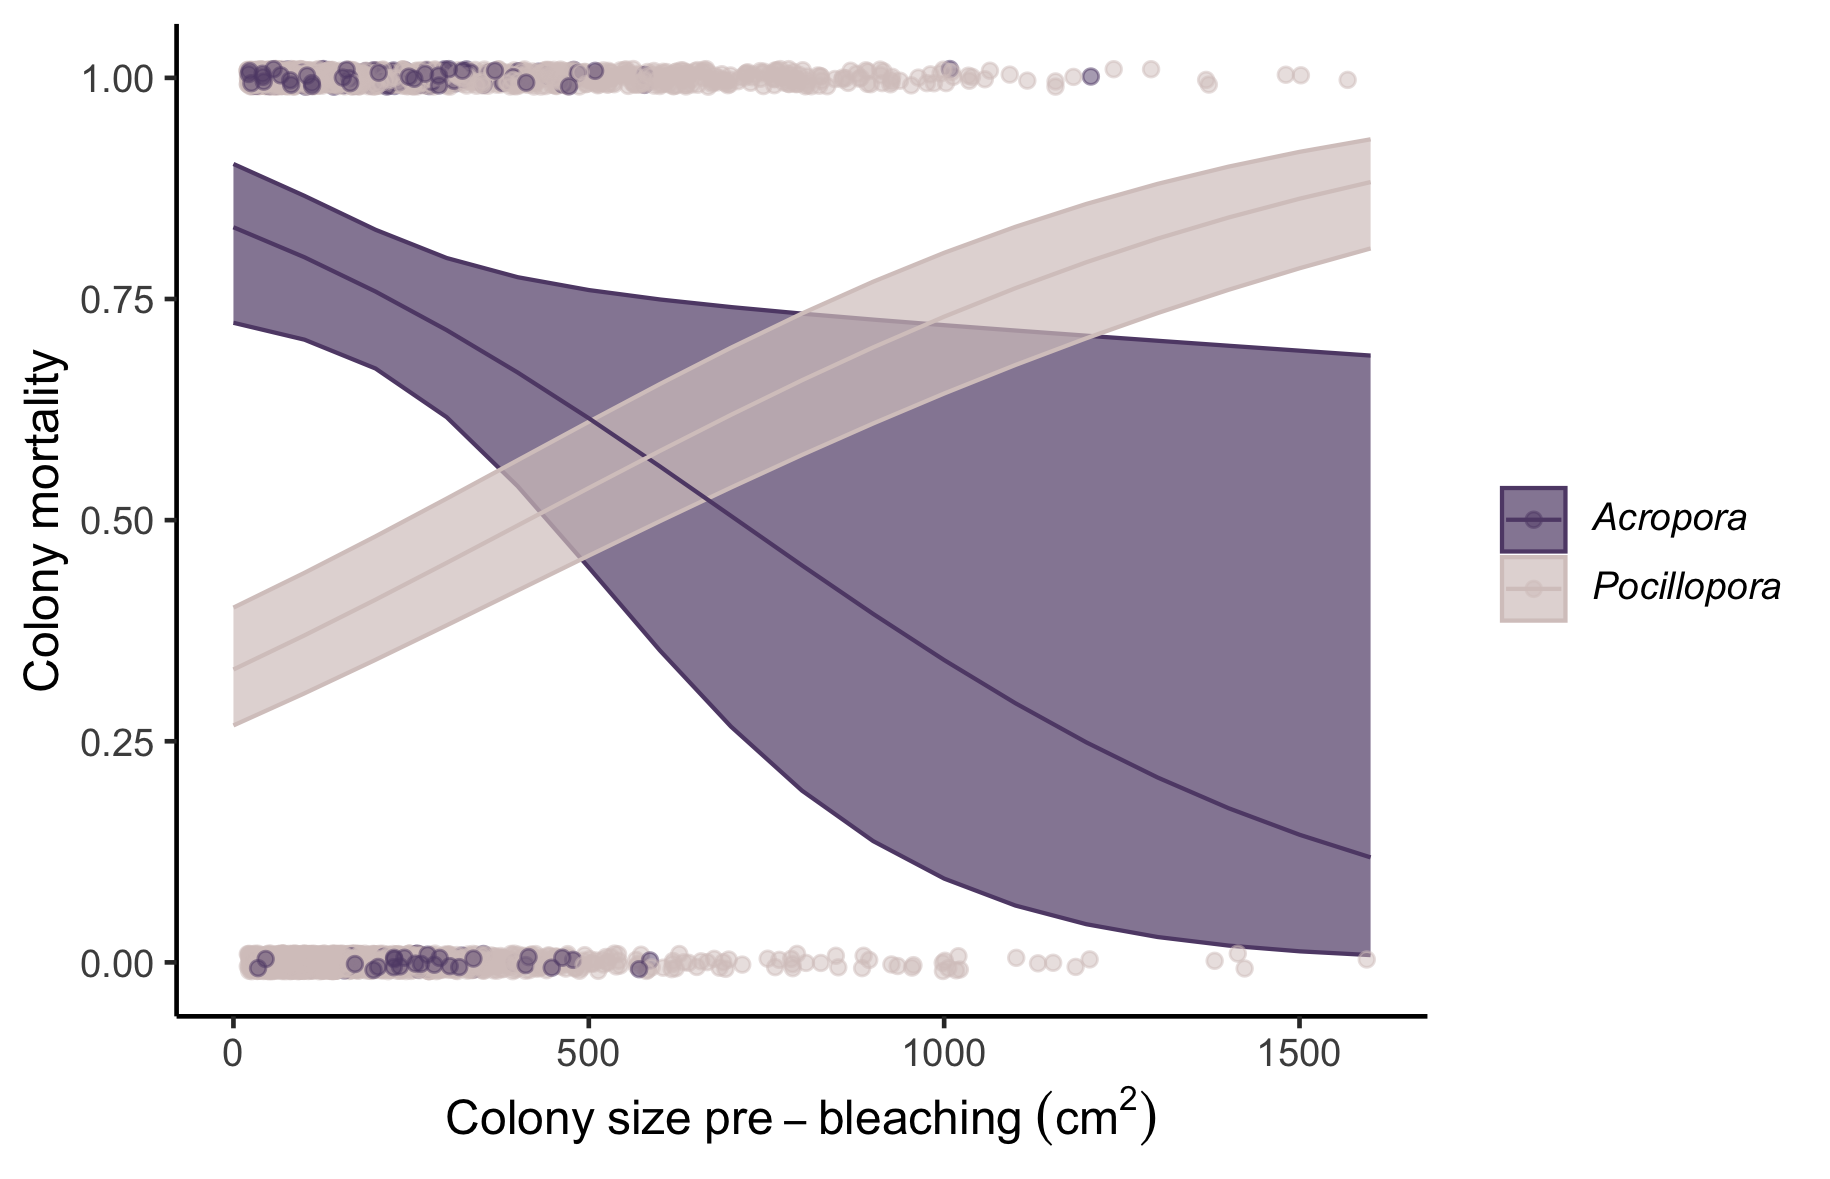 Colony mortality
1.00
0.75
0.50
0.25
0.00
0 500 1000 1500
Colony size pre – bleaching (cm²)
Acropora
Pocillopora